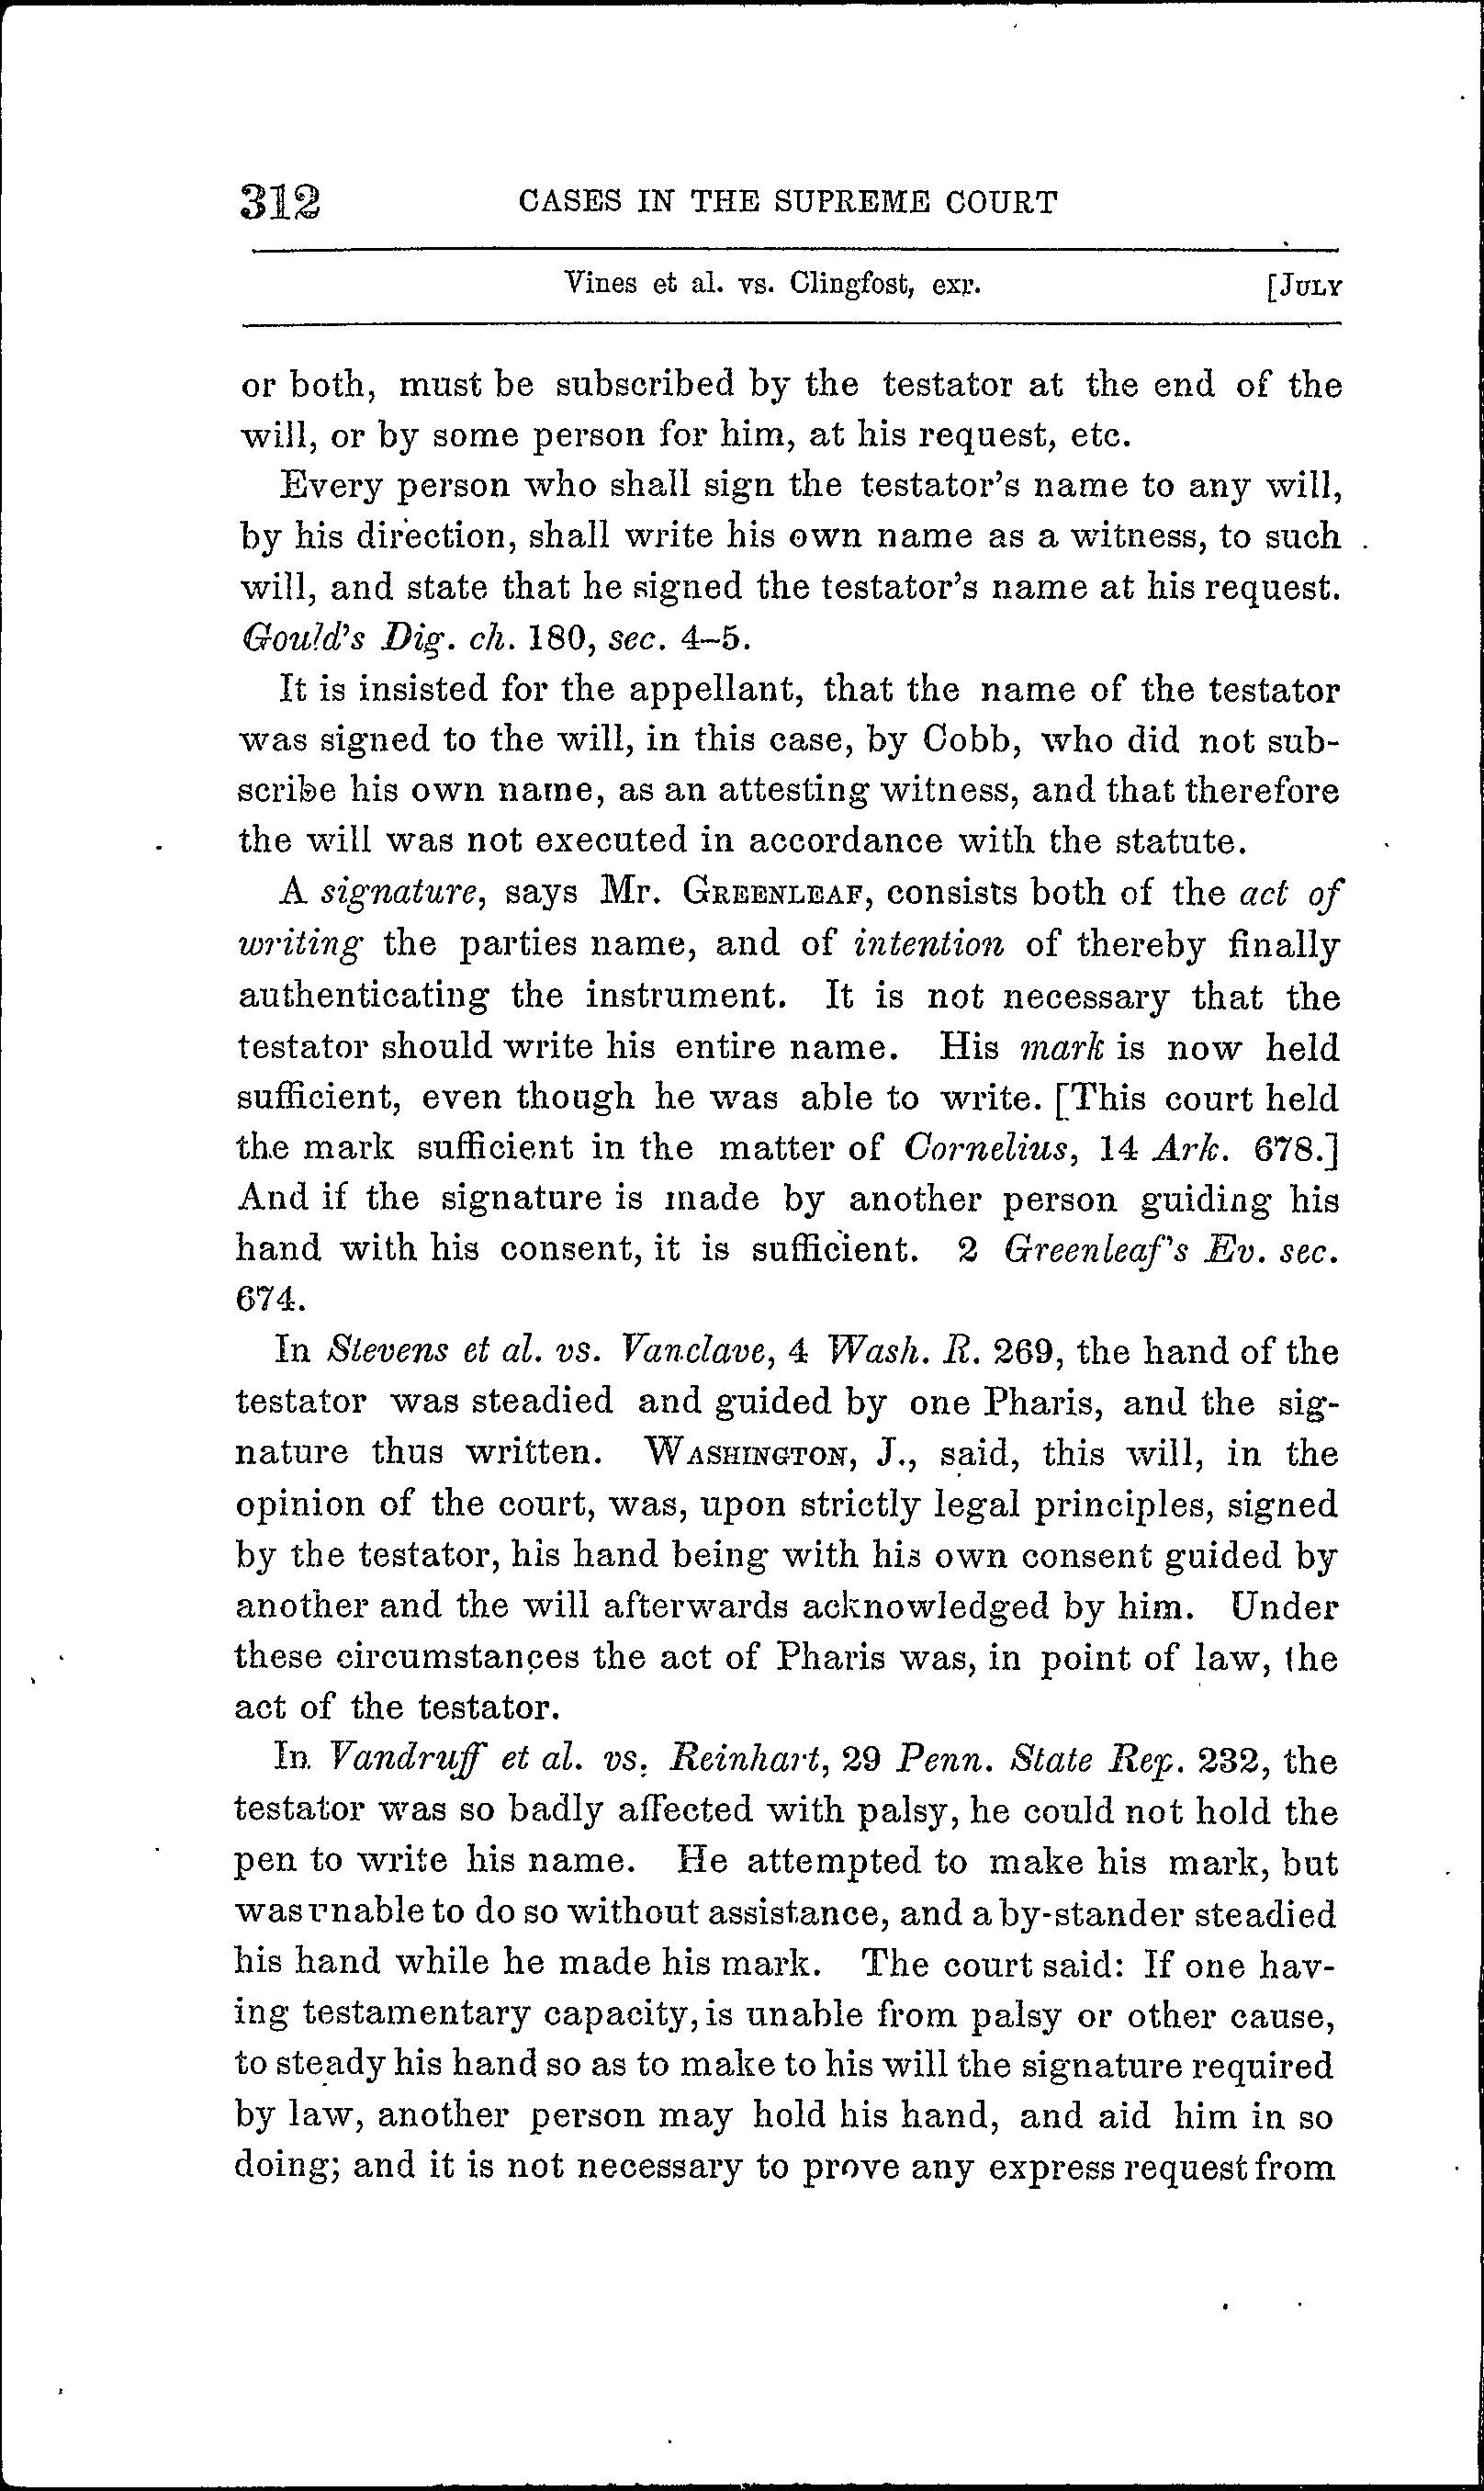 312 CASES IN THE SUPREME COURT
Vines et al. vs. Clingfost, exr. [JULY
or both, must be subscribed by the testator at the end of the
will, or by some person for him, at his request, etc.
Every person who shall sign the testator's name to any will,
by his direction, shall write his own name as a witness, to such
will, and state that he signed the testator's name at his request.
Gould's Dig. ch. 180, sec. 4–5.
It is insisted for the appellant, that the name of the testator
was signed to the will, in this case, by Cobb, who did not sub-
scribe his own name, as an attesting witness, and that therefore
the will was not executed in accordance with the statute.
A signature, says Mr. GREENLEAF, consists both of the act of
writing the parties name, and of intention of thereby finally
authenticating the instrument. It is not necessary that the
testator should write his entire name. His mark is now held
sufficient, even though he was able to write. [This court held
the mark sufficient in the matter of Cornelius, 14 Ark. 678.]
And if the signature is made by another person guiding his
hand with his consent, it is sufficient. 2 Greenleaf's Ev. sec.
674.
In Stevens et al. vs. Vanclave, 4 Wash. R. 269, the hand of the
testator was steadied and guided by one Pharis, and the sig-
nature thus written. WASHINGTON, J., said, this will, in the
opinion of the court, was, upon strictly legal principles, signed
by the testator, his hand being with his own consent guided by
another and the will afterwards acknowledged by him. Under
these circumstances the act of Pharis was, in point of law, the
act of the testator.
In Vandruff et al. vs. Reinhart, 29 Penn. State Rep. 232, the
testator was so badly affected with palsy, he could not hold the
pen to write his name. He attempted to make his mark, but
was unable to do so without assistance, and a by-stander steadied
his hand while he made his mark. The court said: If one hav-
ing testamentary capacity, is unable from palsy or other cause,
to steady his hand so as to make to his will the signature required
by law, another person may hold his hand, and aid him in so
doing; and it is not necessary to prove any express request from